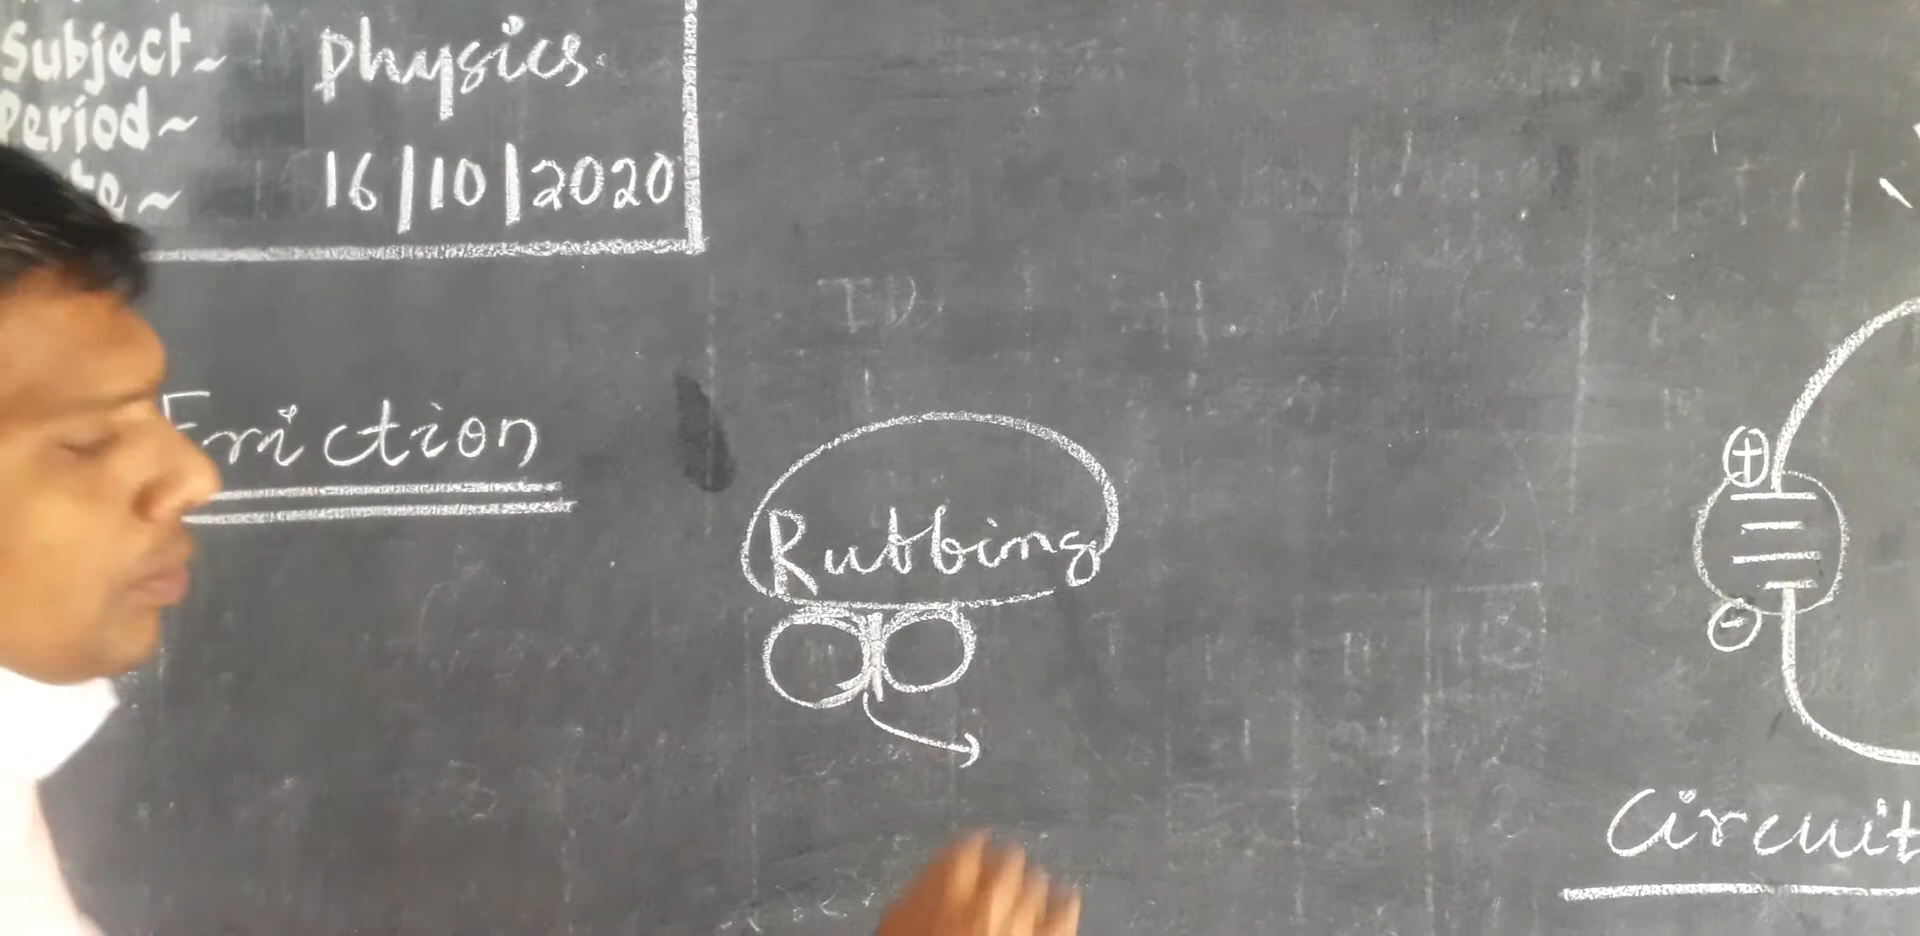 Subject ~ physics.
Period ~
~ 16/10/2020
Friction
Rubbing
+
-
Circuit